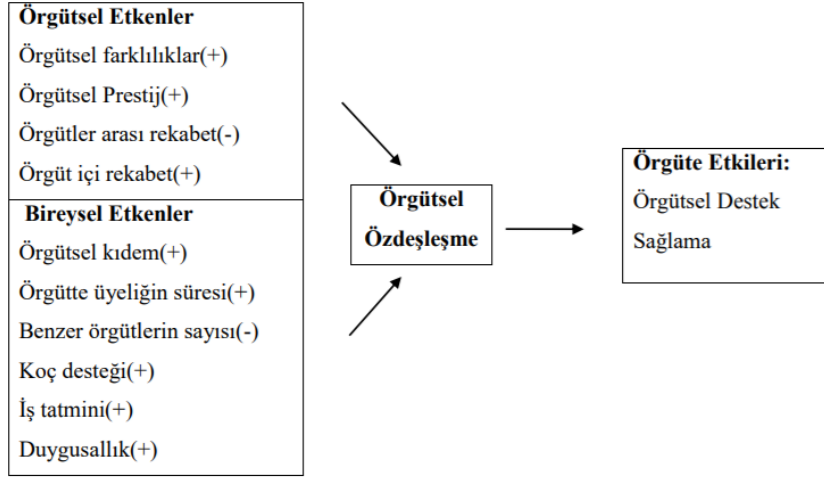 Örgütsel Etkenler
Örgütsel farklılıklar(+)
Örgütsel Prestij(+)
Örgütler arası rekabet(-)
Örgüt içi rekabet(+)
Bireysel Etkenler
Örgütsel kıdem(+)
Örgütte üyeliğin süresi(+)
Benzer örgütlerin sayısı(-)
Koç desteği(+)
İş tatmini(+)
Duygusallık(+)
Örgütsel
Özdeşleşme
Örgüte Etkileri:
Örgütsel Destek
Sağlama